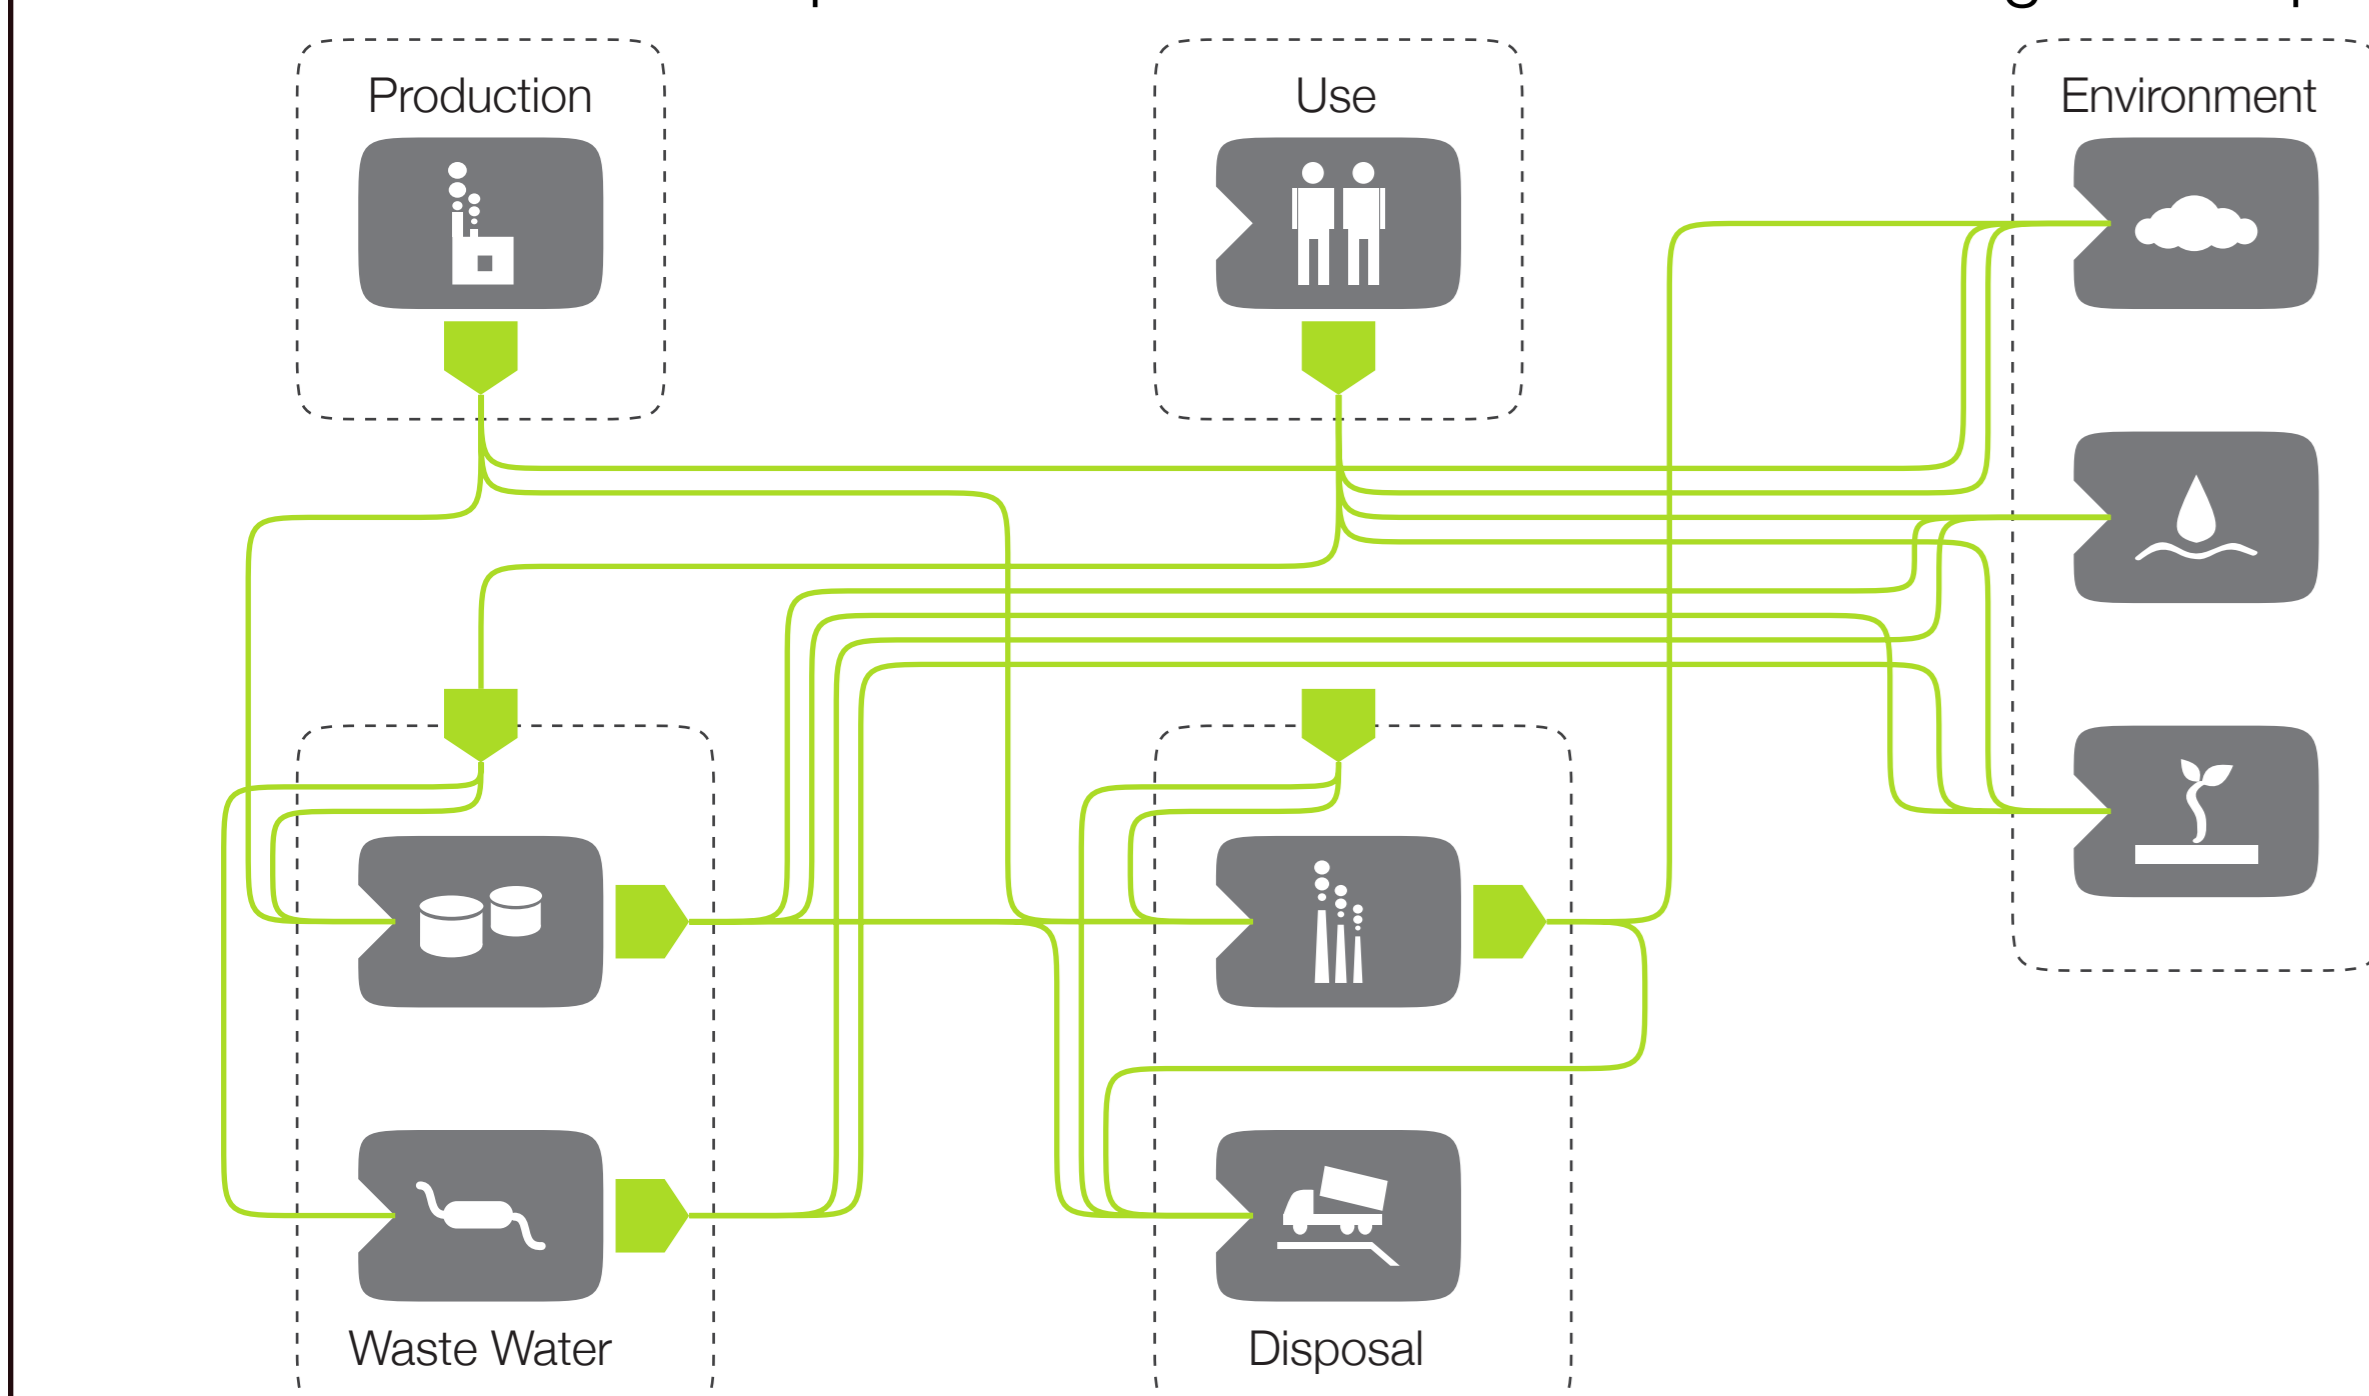 Production
Use
Environment
Waste Water
Disposal